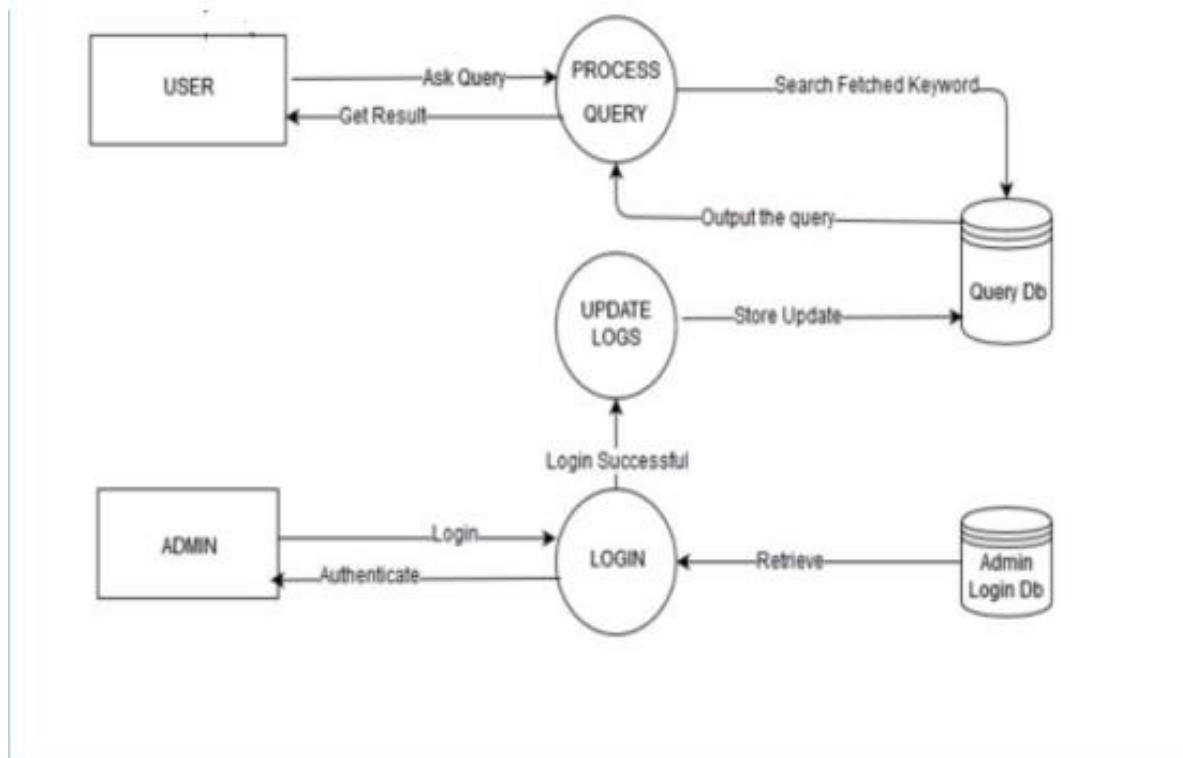 USER
Ask Query
Get Result
PROCESS
QUERY
Search Fetched Keyword
Output the query
Query Db
UPDATE
LOGS
Store Update
Login Successful
ADMIN
Login
Authenticate
LOGIN
Retrieve
Admin
Login Db